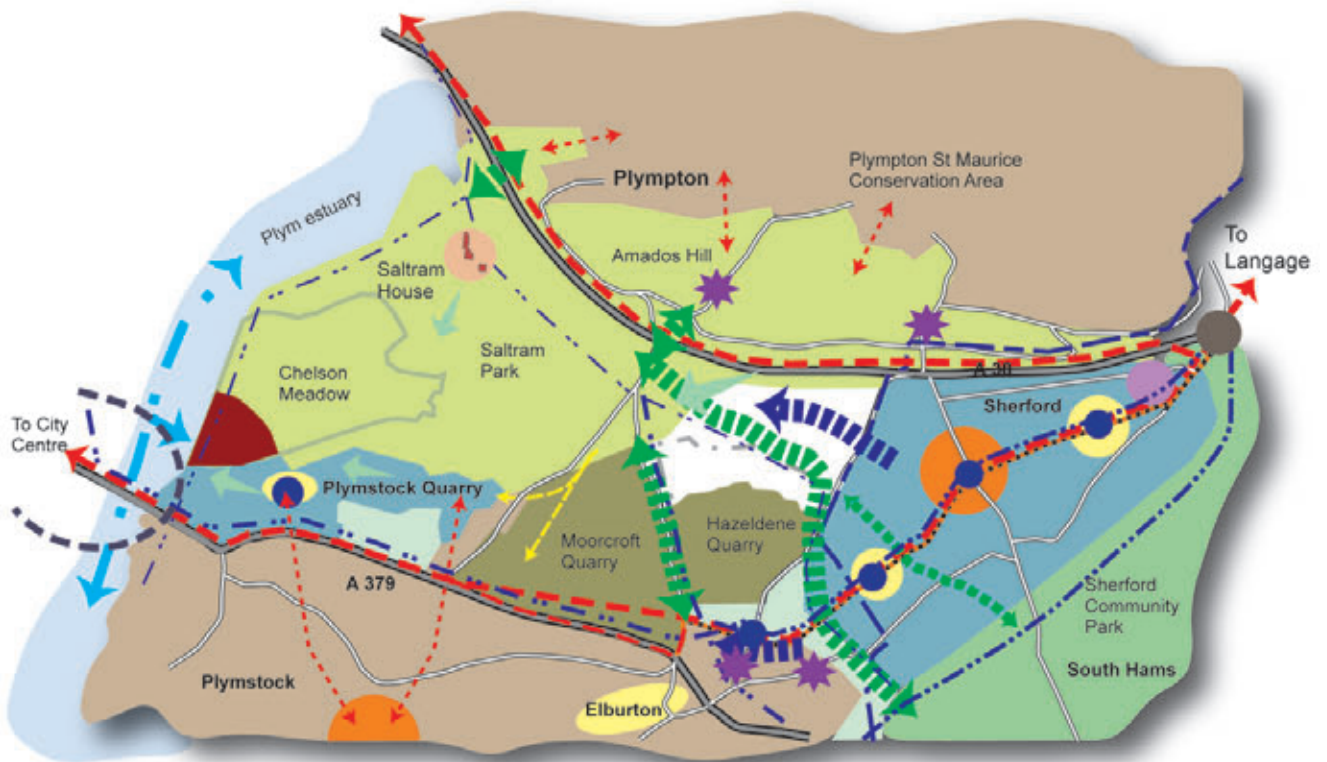 Plympton
Plympton St Maurice
Conservation Area
Plym estuary
To
Langage
Amados Hill
Saltram
House
Saltram
Park
Chelson
Meadow
Sherford
To City
Centre
Plymstock Quarry
Moorcroft
Quarry
Hazeldene
Quarry
A 379
Sherford
Community
Park
South Hams
Plymstock
Elburton